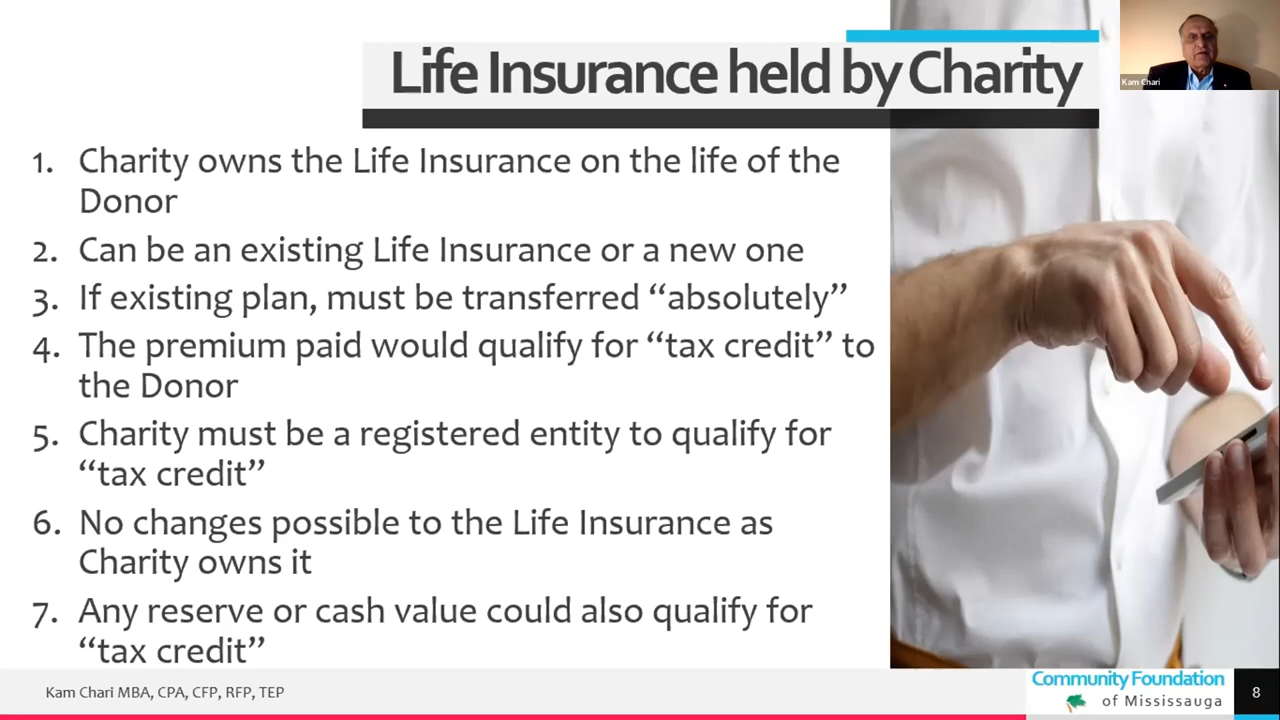 Life Insurance held by Charity
Kam Chari
1. Charity owns the Life Insurance on the life of the
Donor
2. Can be an existing Life Insurance or a new one
3. If existing plan, must be transferred “absolutely”
4. The premium paid would qualify for “tax credit” to
the Donor
5. Charity must be a registered entity to qualify for
“tax credit”
6. No changes possible to the Life Insurance as
Charity owns it
7. Any reserve or cash value could also qualify for
“tax credit”
Kam Chari MBA, CPA, CFP, RFP, TEP
Community Foundation
of Mississauga
8